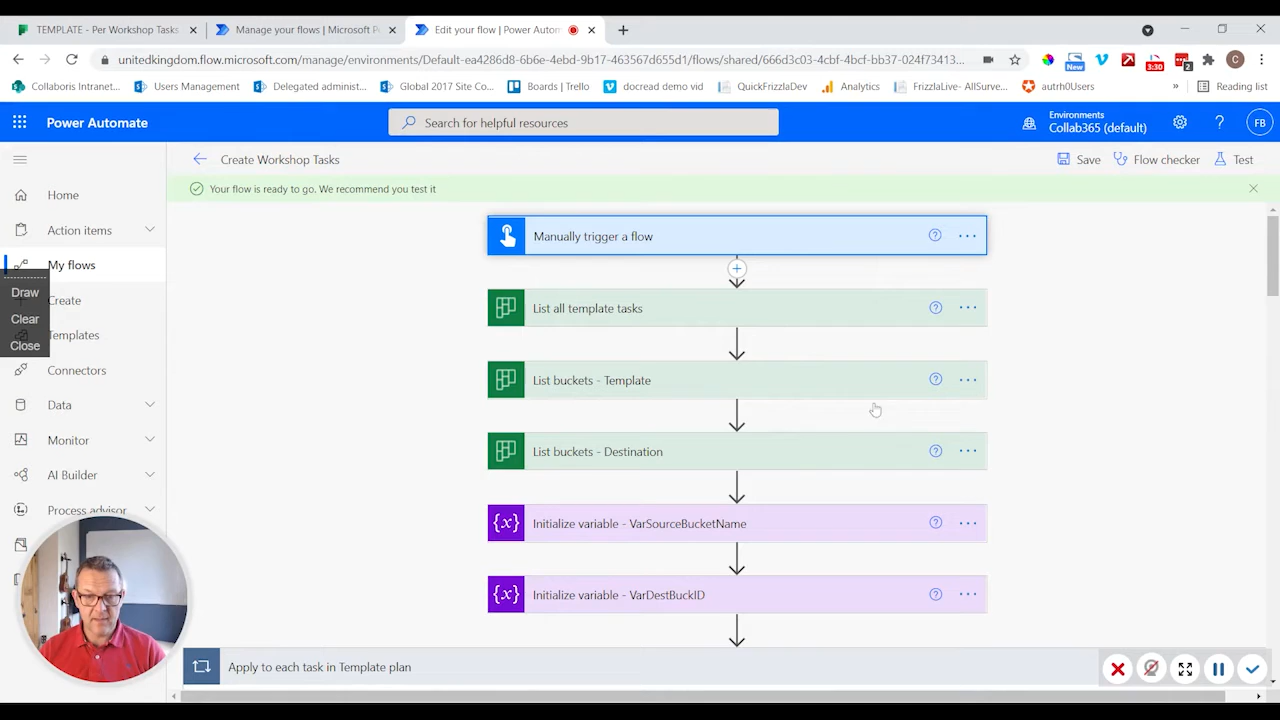 TEMPLATE - Per Workshop Tasks
Manage your flows | Microsoft P
Edit your flow | Power Autom
unitedkingdom.flow.microsoft.com/manage/environments/Default-ea1286d8-6b6e-4ebd-9b17-463567d655d1/flows/shared/666d3c03-4cbf-4bcf-bb37-024f73413...
New
3:30
2
C
Collaboris Intranet...
Users Management
Delegated administ...
Global 2017 Site Co...
Boards | Trello
docread demo vid
QuickFrizzlaDev
Analytics
FrizzlaLive- AllSurve...
autrh0Users
»
Reading list
Power Automate
Search for helpful resources
Environments
Collab365 (default)
?
FB
Create Workshop Tasks
Save
Flow checker
Test
Your flow is ready to go. We recommend you test it
Home
Action items
My flows
Create
Templates
Connectors
Data
Monitor
AI Builder
Process advisor
Draw
Clear
Close
Manually trigger a flow
List all template tasks
List buckets - Template
List buckets - Destination
{x} Initialize variable - VarSourceBucketName
{x} Initialize variable - VarDestBuckID
Apply to each task in Template plan